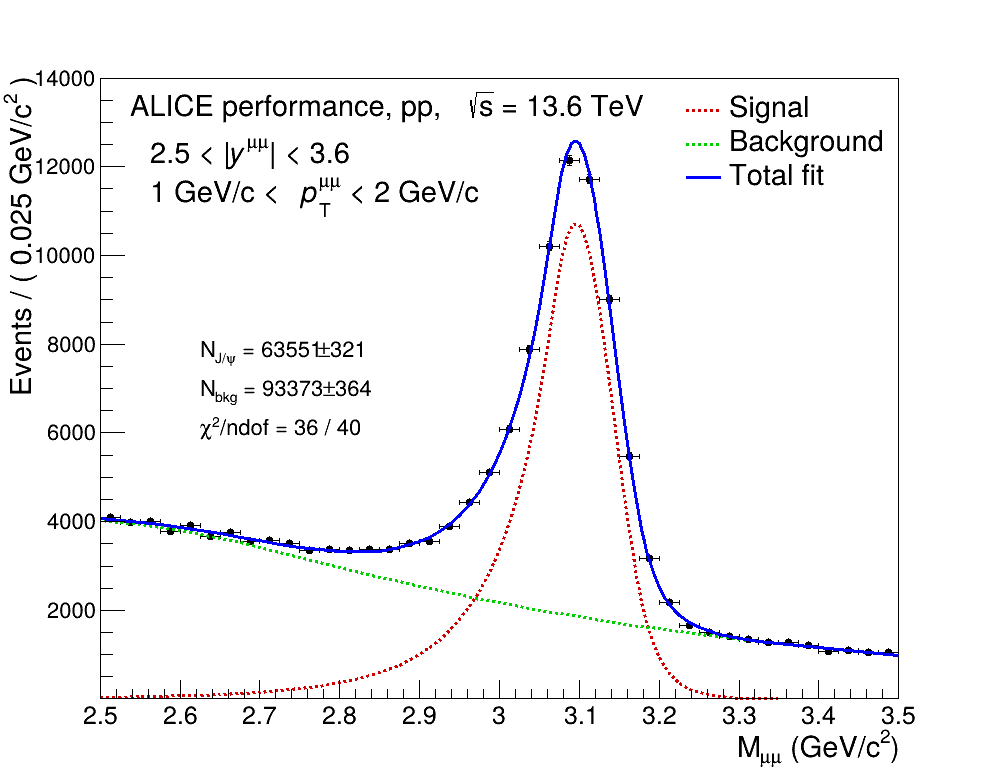 ALICE performance, pp, √s = 13.6 TeV
2.5 < |y^μμ| < 3.6
1 GeV/c < p_T^μμ < 2 GeV/c
Signal
Background
Total fit
N_J/ψ = 63551±321
N_bkg = 93373±364
χ²/ndof = 36 / 40
Events / ( 0.025 GeV/c² )
14000
12000
10000
8000
6000
4000
2000
2.5 2.6 2.7 2.8 2.9 3 3.1 3.2 3.3 3.4 3.5
M_μμ (GeV/c²)